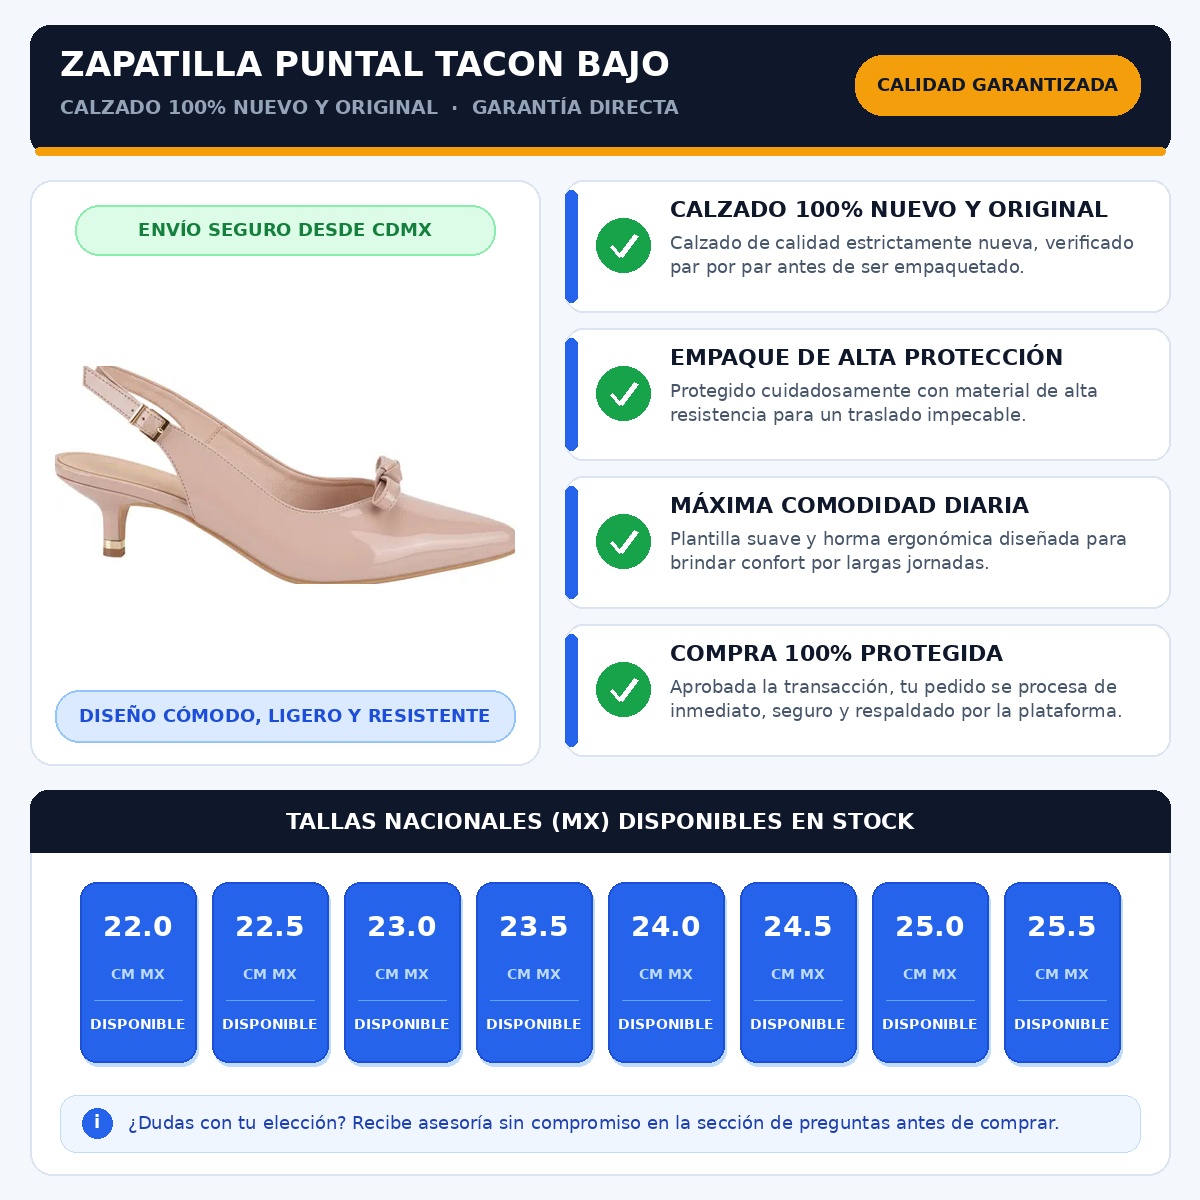 ZAPATILLA PUNTAL TACON BAJO
CALZADO 100% NUEVO Y ORIGINAL · GARANTÍA DIRECTA
CALIDAD GARANTIZADA
ENVÍO SEGURO DESDE CDMX
DISEÑO CÓMODO, LIGERO Y RESISTENTE
CALZADO 100% NUEVO Y ORIGINAL
Calzado de calidad estrictamente nueva, verificado
par por par antes de ser empaquetado.
EMPAQUE DE ALTA PROTECCIÓN
Protegido cuidadosamente con material de alta
resistencia para un traslado impecable.
MÁXIMA COMODIDAD DIARIA
Plantilla suave y horma ergonómica diseñada para
brindar confort por largas jornadas.
COMPRA 100% PROTEGIDA
Aprobada la transacción, tu pedido se procesa de
inmediato, seguro y respaldado por la plataforma.
TALLAS NACIONALES (MX) DISPONIBLES EN STOCK
22.0 22.5 23.0 23.5 24.0 24.5 25.0 25.5
CM MX CM MX CM MX CM MX CM MX CM MX CM MX CM MX
DISPONIBLE DISPONIBLE DISPONIBLE DISPONIBLE DISPONIBLE DISPONIBLE DISPONIBLE DISPONIBLE
i ¿Dudas con tu elección? Recibe asesoría sin compromiso en la sección de preguntas antes de comprar.